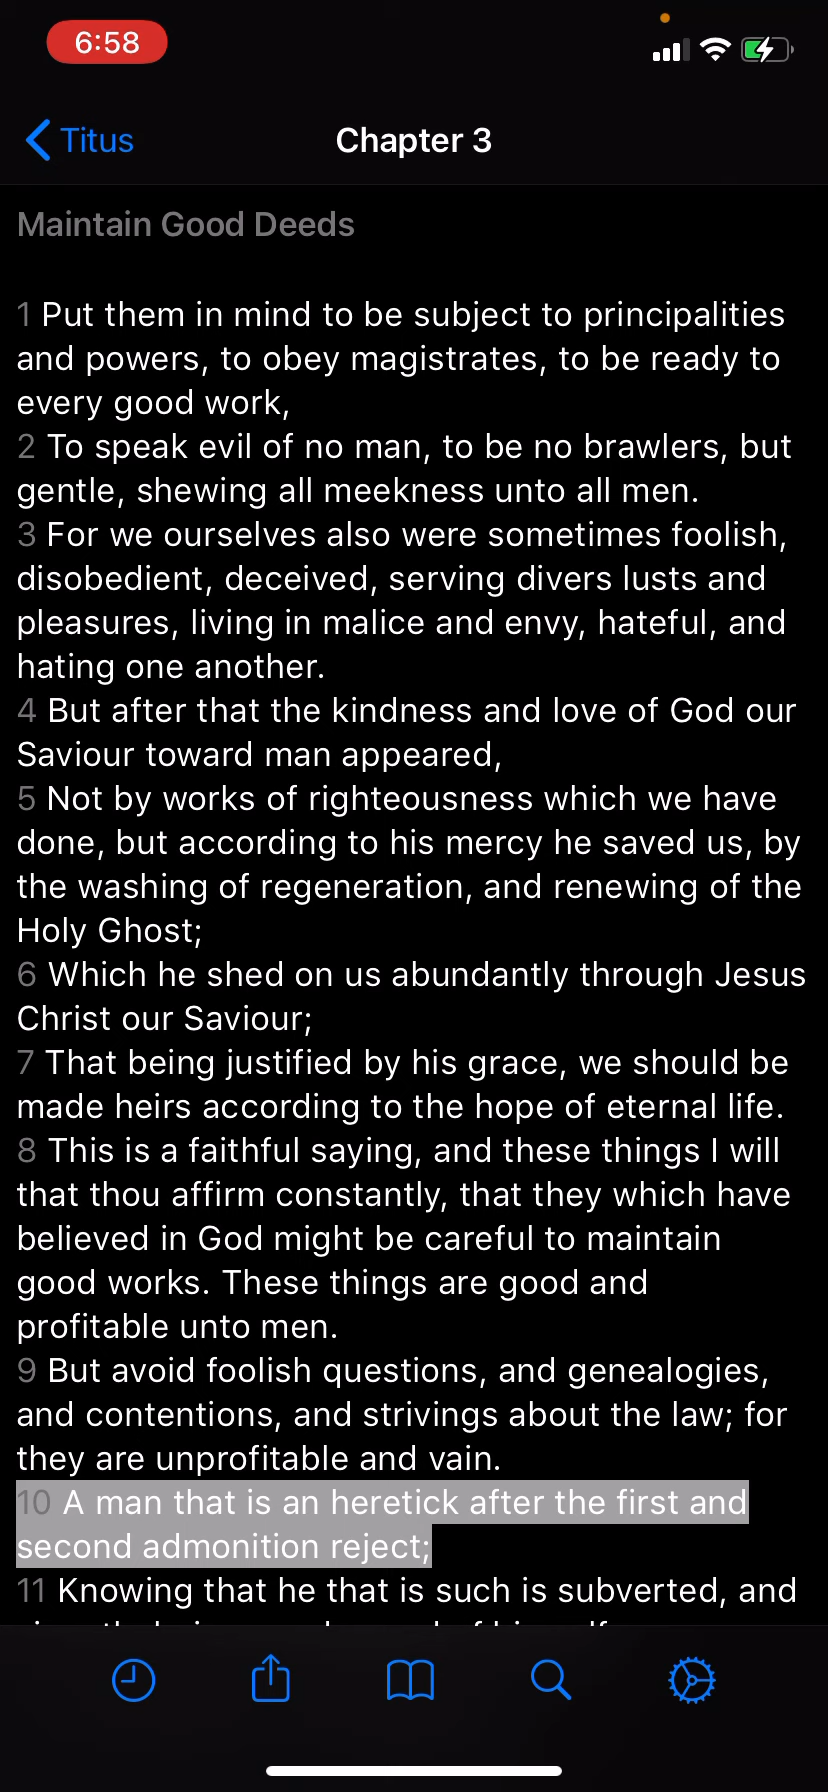 6:58
Titus
Chapter 3
Maintain Good Deeds
1 Put them in mind to be subject to principalities
and powers, to obey magistrates, to be ready to
every good work,
2 To speak evil of no man, to be no brawlers, but
gentle, shewing all meekness unto all men.
3 For we ourselves also were sometimes foolish,
disobedient, deceived, serving divers lusts and
pleasures, living in malice and envy, hateful, and
hating one another.
4 But after that the kindness and love of God our
Saviour toward man appeared,
5 Not by works of righteousness which we have
done, but according to his mercy he saved us, by
the washing of regeneration, and renewing of the
Holy Ghost;
6 Which he shed on us abundantly through Jesus
Christ our Saviour;
7 That being justified by his grace, we should be
made heirs according to the hope of eternal life.
8 This is a faithful saying, and these things I will
that thou affirm constantly, that they which have
believed in God might be careful to maintain
good works. These things are good and
profitable unto men.
9 But avoid foolish questions, and genealogies,
and contentions, and strivings about the law; for
they are unprofitable and vain.
10 A man that is an heretick after the first and
second admonition reject;
11 Knowing that he that is such is subverted, and